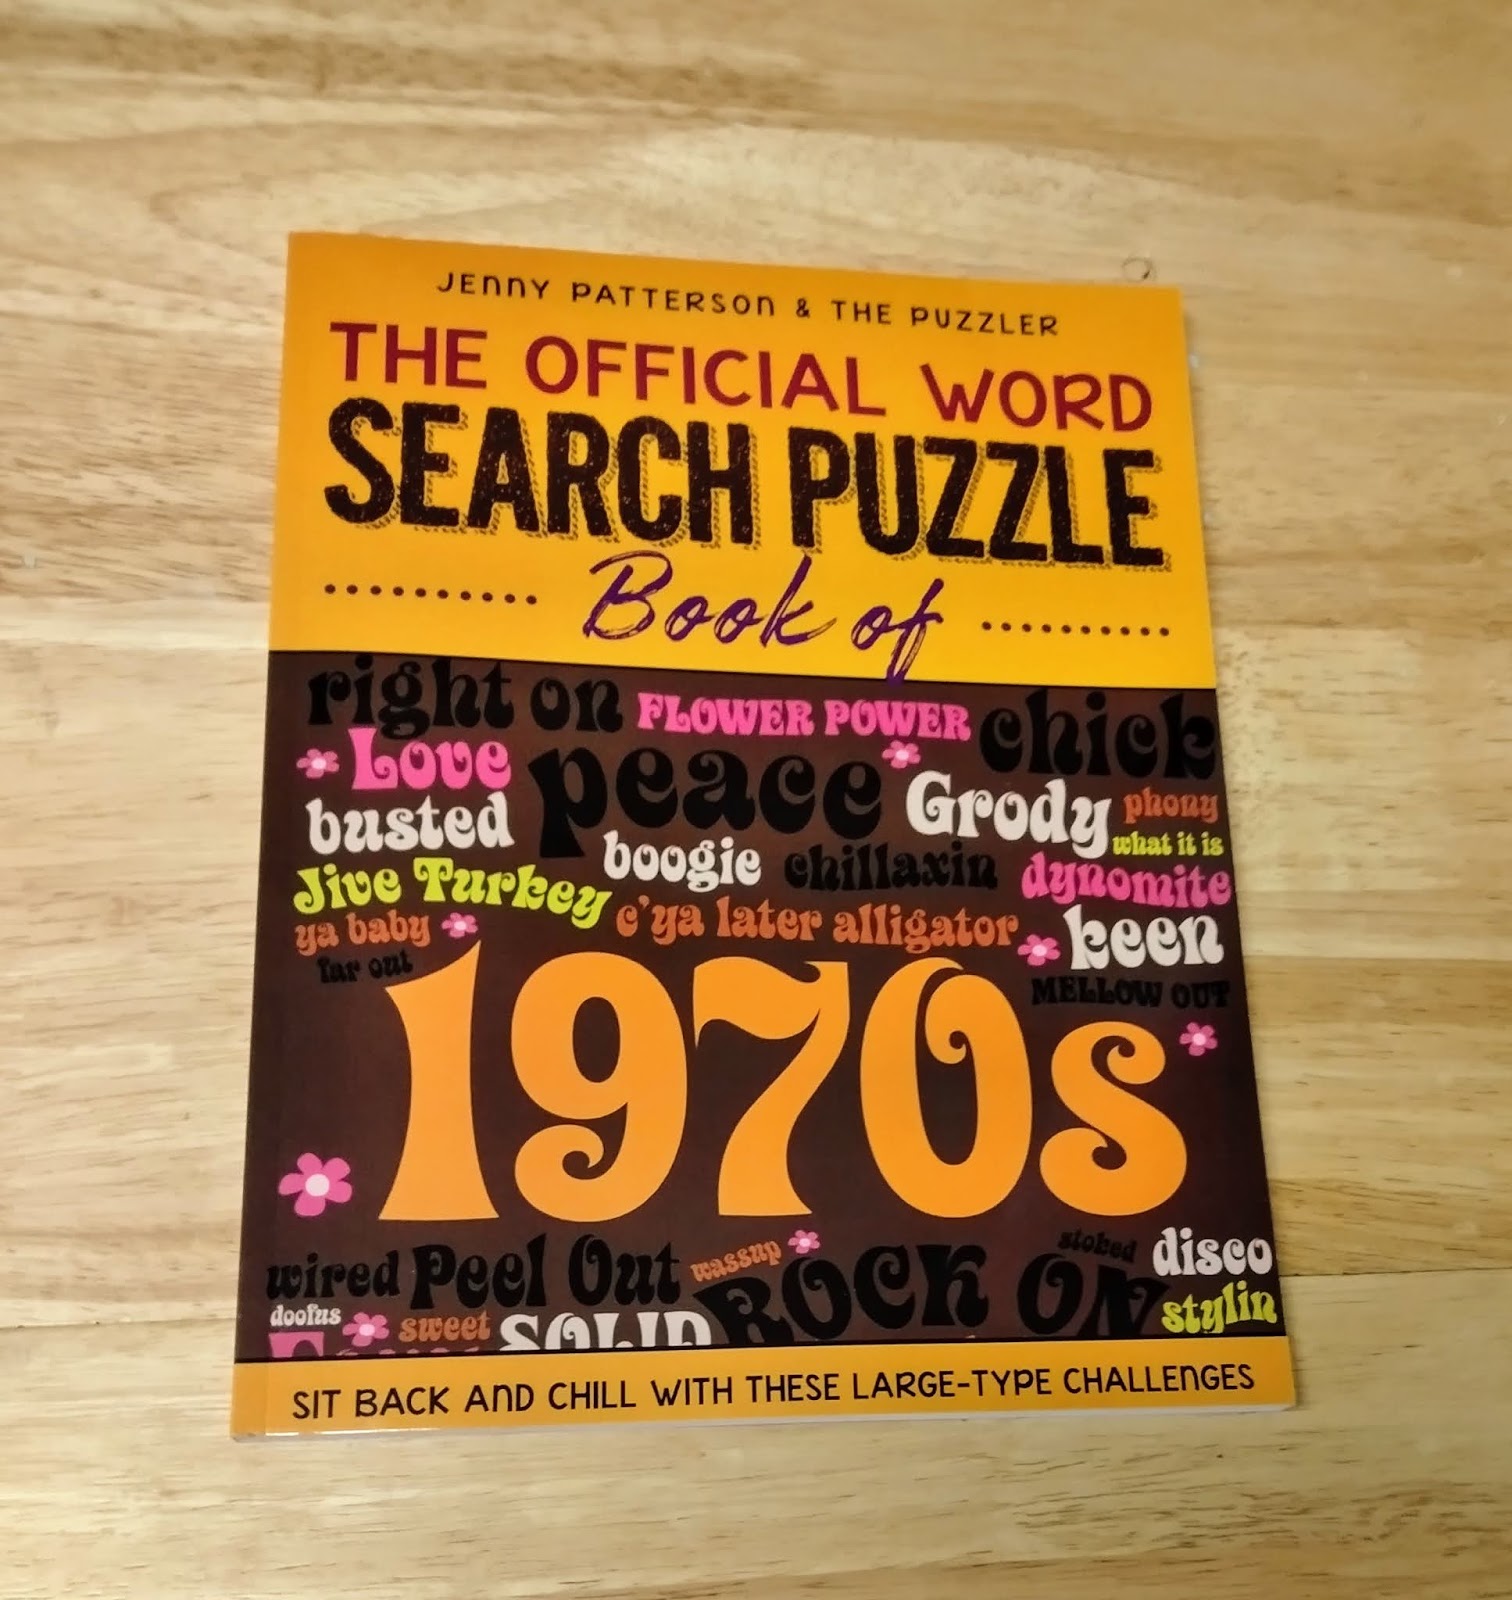 JENNY PATTERSON & THE PUZZLER
THE OFFICIAL WORD
SEARCH PUZZLE
Book of
right on FLOWER POWER chick
Love peace Grody phony
busted boogie chillaxin what it is
Jive Turkey dynomite
ya baby c'ya later alligator keen
far out MELLOW OUT
1970s
wired Peel Out wassup ROCK ON stoked disco
doofus sweet SOLID stylin
SIT BACK AND CHILL WITH THESE LARGE-TYPE CHALLENGES